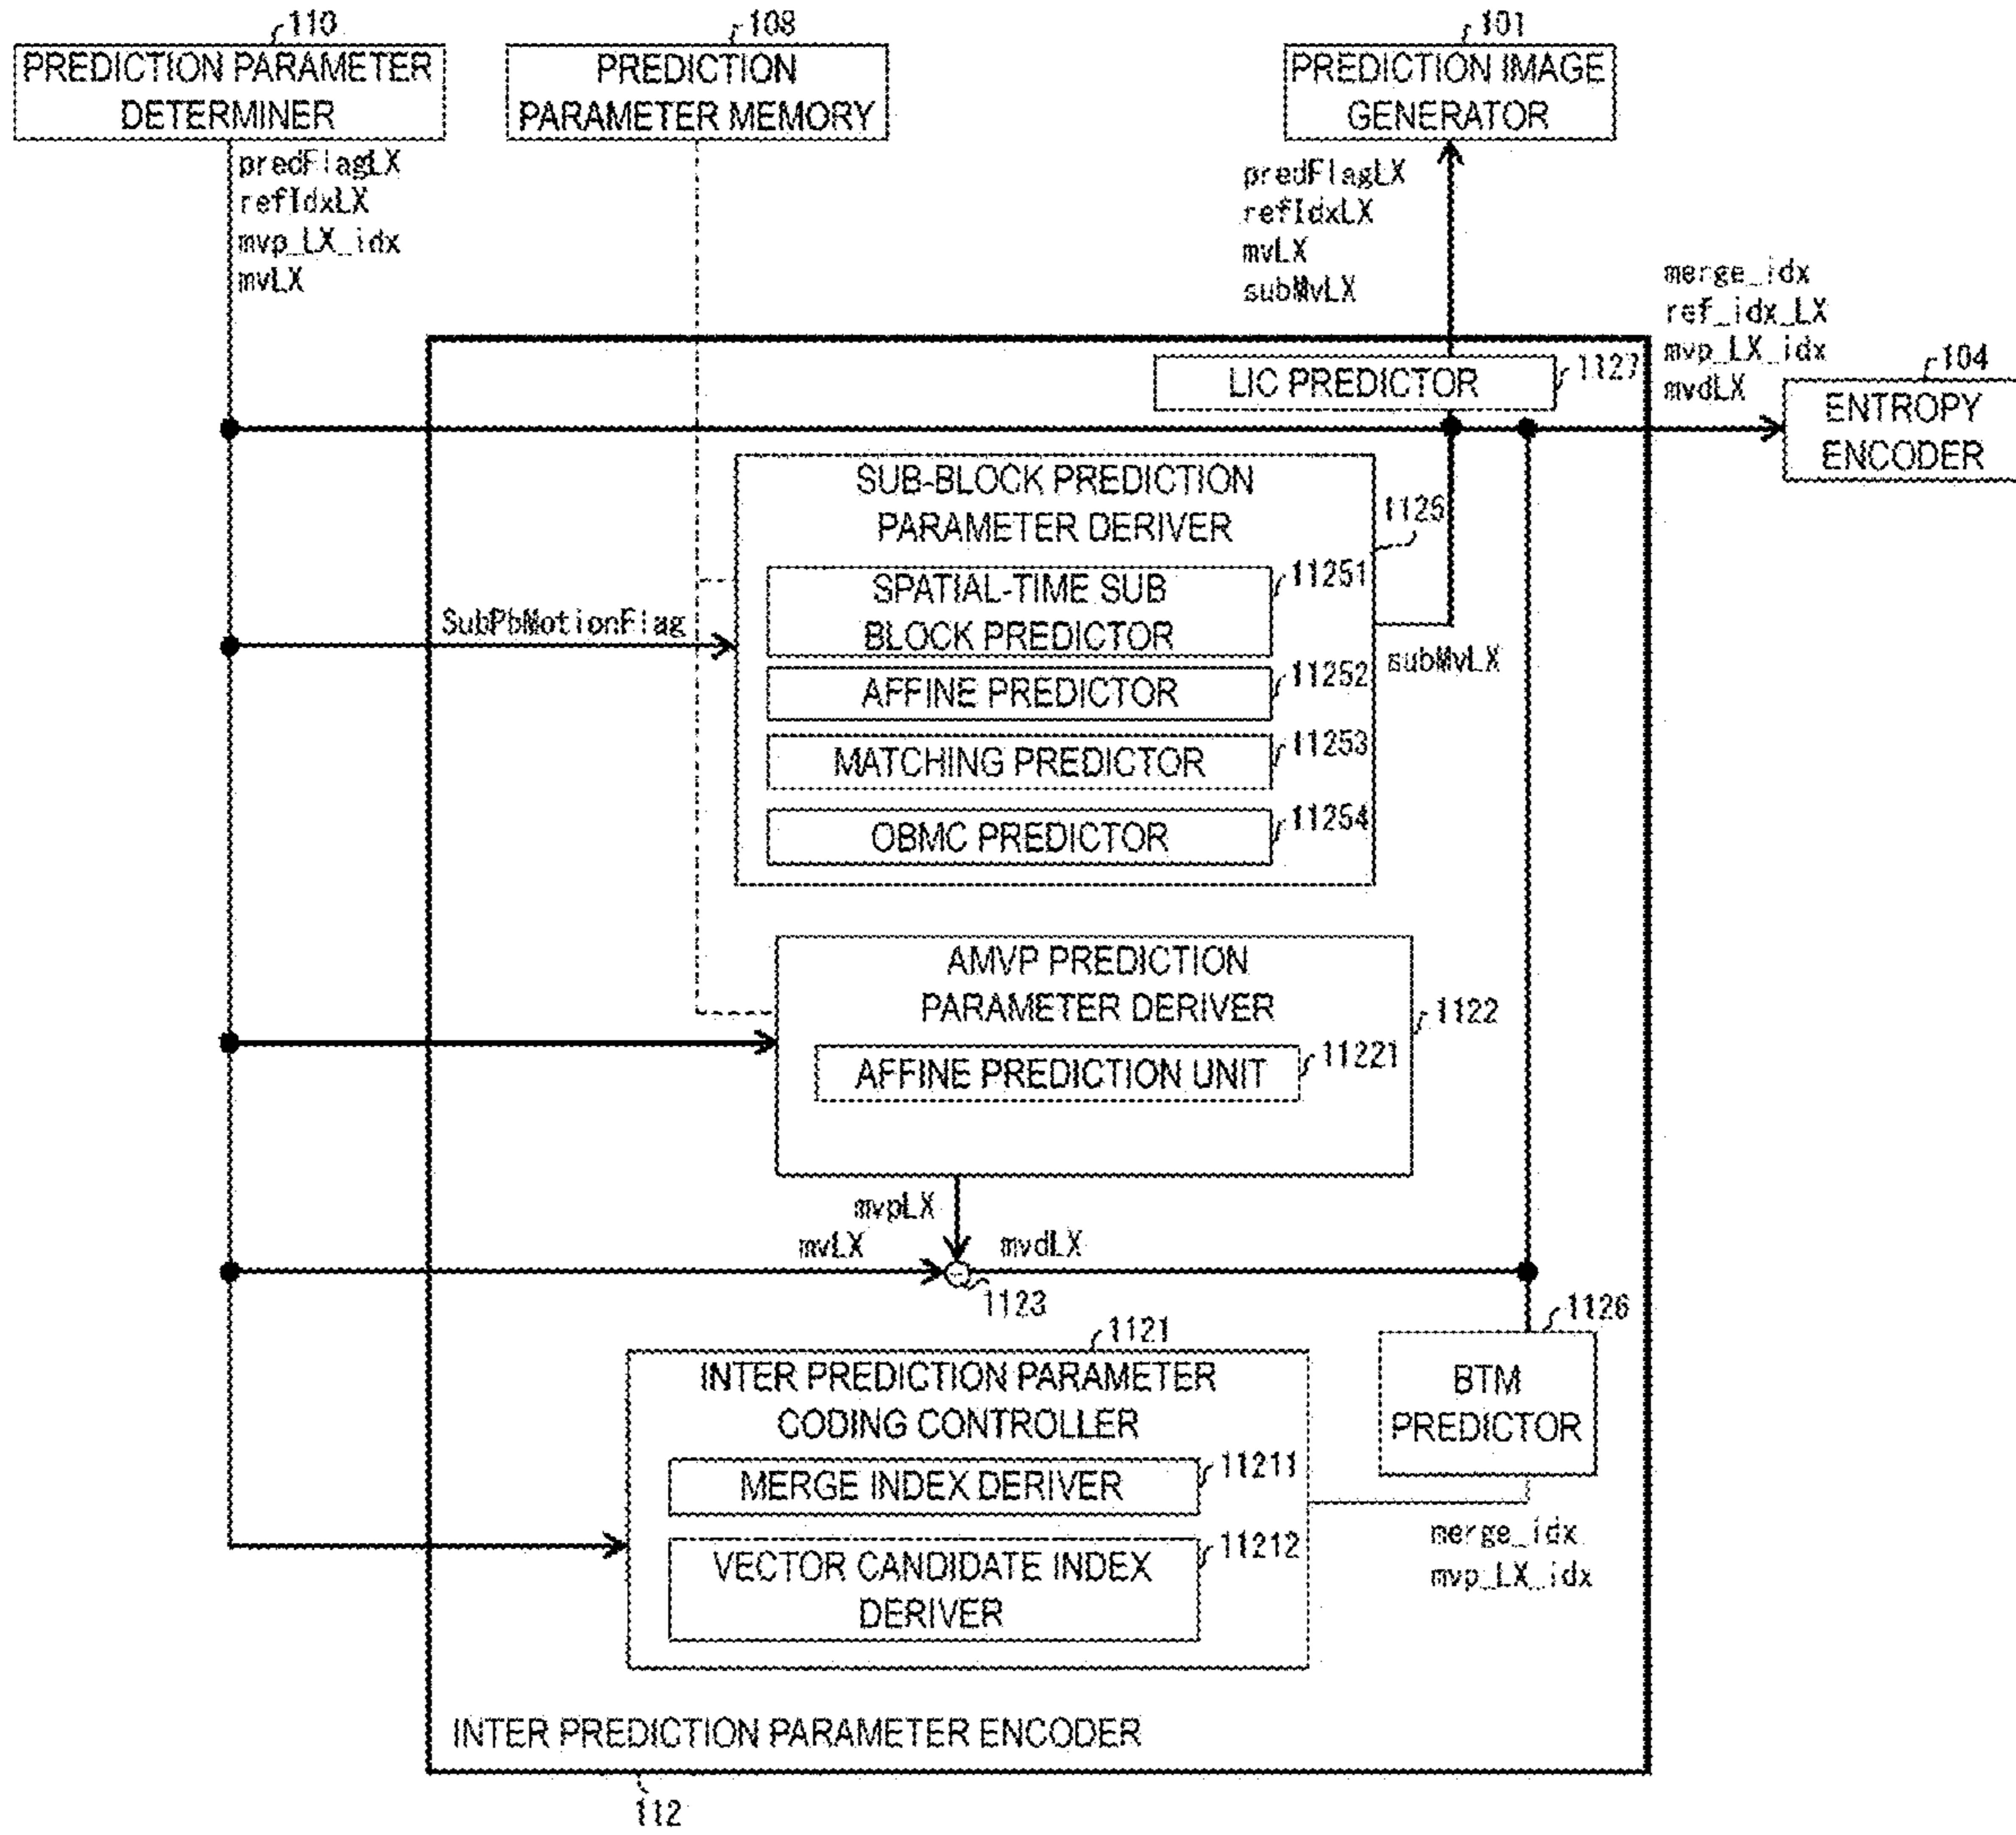 110
PREDICTION PARAMETER
DETERMINER
108
PREDICTION
PARAMETER MEMORY
101
PREDICTION IMAGE
GENERATOR
predFlagLX
refIdxLX
mvp_LX_idx
mvLX
predFlagLX
refIdxLX
mvLX
subMvLX
merge_idx
ref_idx_LX
mvp_LX_idx
mvdLX
104
ENTROPY
ENCODER
LIC PREDICTOR
1127
SUB-BLOCK PREDICTION
PARAMETER DERIVER
1125
SPATIAL-TIME SUB
BLOCK PREDICTOR
11251
SubPbMotionFlag
subMvLX
AFFINE PREDICTOR
11252
MATCHING PREDICTOR
11253
OBMC PREDICTOR
11254
AMVP PREDICTION
PARAMETER DERIVER
1122
AFFINE PREDICTION UNIT
11221
mvpLX
mvLX
mvdLX
-
1123
1121
INTER PREDICTION PARAMETER
CODING CONTROLLER
1126
BTM
PREDICTOR
MERGE INDEX DERIVER
11211
VECTOR CANDIDATE INDEX
DERIVER
11212
merge_idx
mvp_LX_idx
INTER PREDICTION PARAMETER ENCODER
112